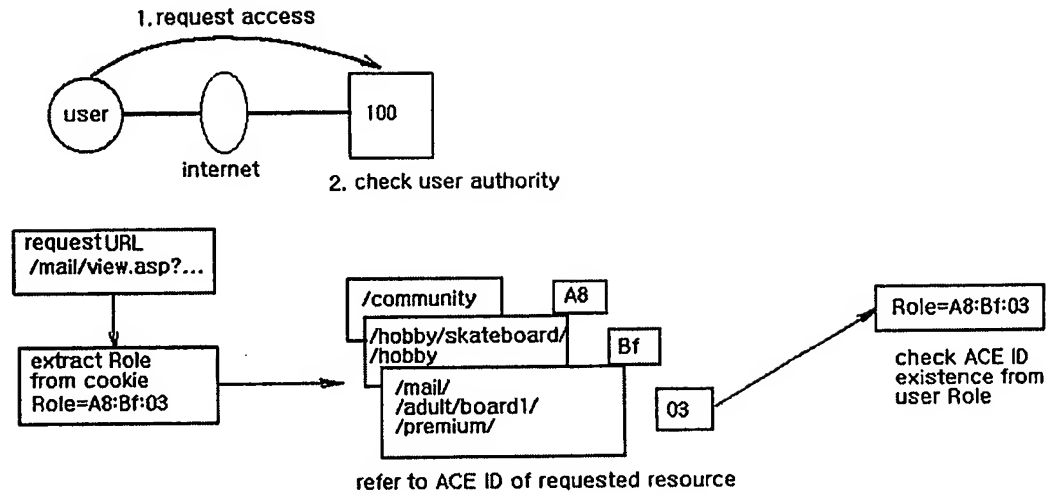 1. request access
user
100
internet
2. check user authority
request URL
/mail/view.asp?...
extract Role
from cookie
Role=A8:Bf:03
/community
A8
/hobby/skateboard/
/hobby
Bf
/mail/
/adult/board1/
/premium/
03
refer to ACE ID of requested resource
Role=A8:Bf:03
check ACE ID
existence from
user Role